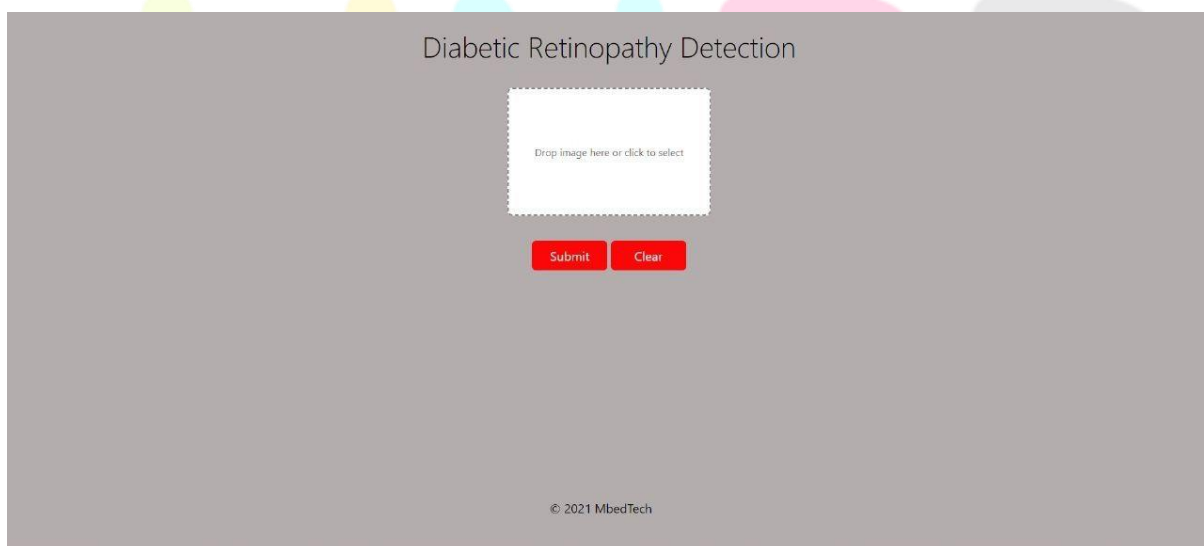 Diabetic Retinopathy Detection
Drop image here or click to select
Submit Clear
© 2021 MbedTech